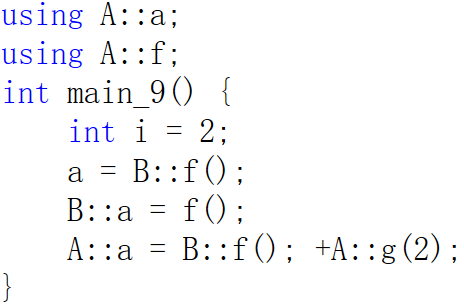 using A::a;
using A::f;
int main_9() {
int i = 2;
a = B::f();
B::a = f();
A::a = B::f(); +A::g(2);
}